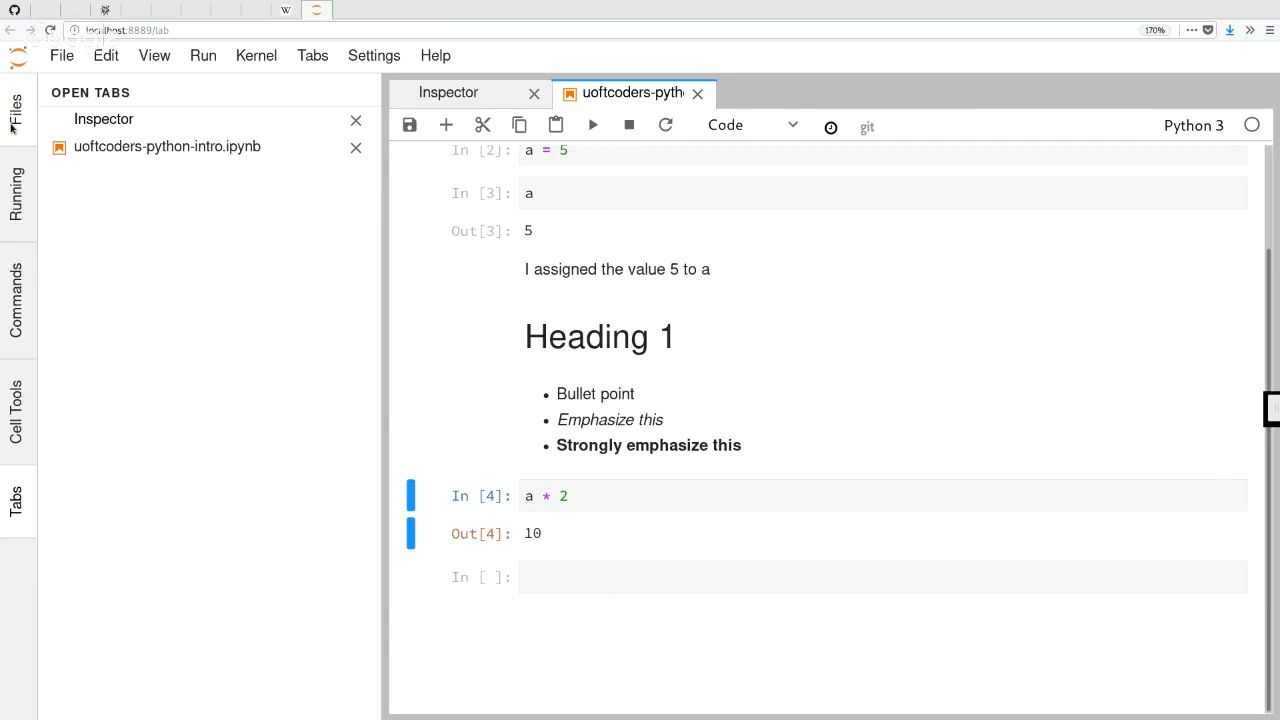 localhost:8889/lab
170%
File Edit View Run Kernel Tabs Settings Help
Files
Running
Commands
Cell Tools
Tabs
OPEN TABS
Inspector
uoftcoders-python-intro.ipynb
Inspector
uoftcoders-pyth
Code
git
Python 3
In [2]: a = 5
In [3]: a
Out[3]: 5
I assigned the value 5 to a
Heading 1
• Bullet point
• Emphasize this
• Strongly emphasize this
In [4]: a * 2
Out[4]: 10
In [ ]: